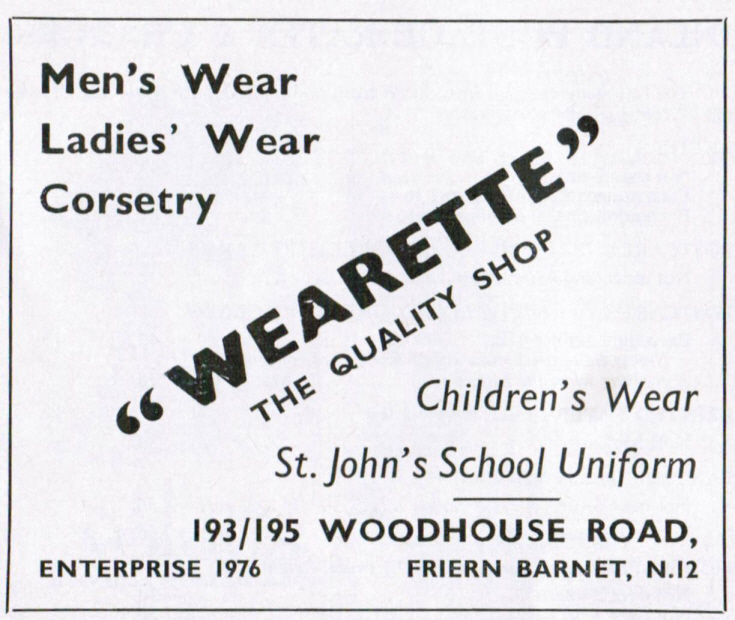 Men's Wear
Ladies' Wear
Corsetry
“WEARETTE”
THE QUALITY SHOP
Children's Wear
St. John's School Uniform
193/195 WOODHOUSE ROAD,
ENTERPRISE 1976 FRIERN BARNET, N.12